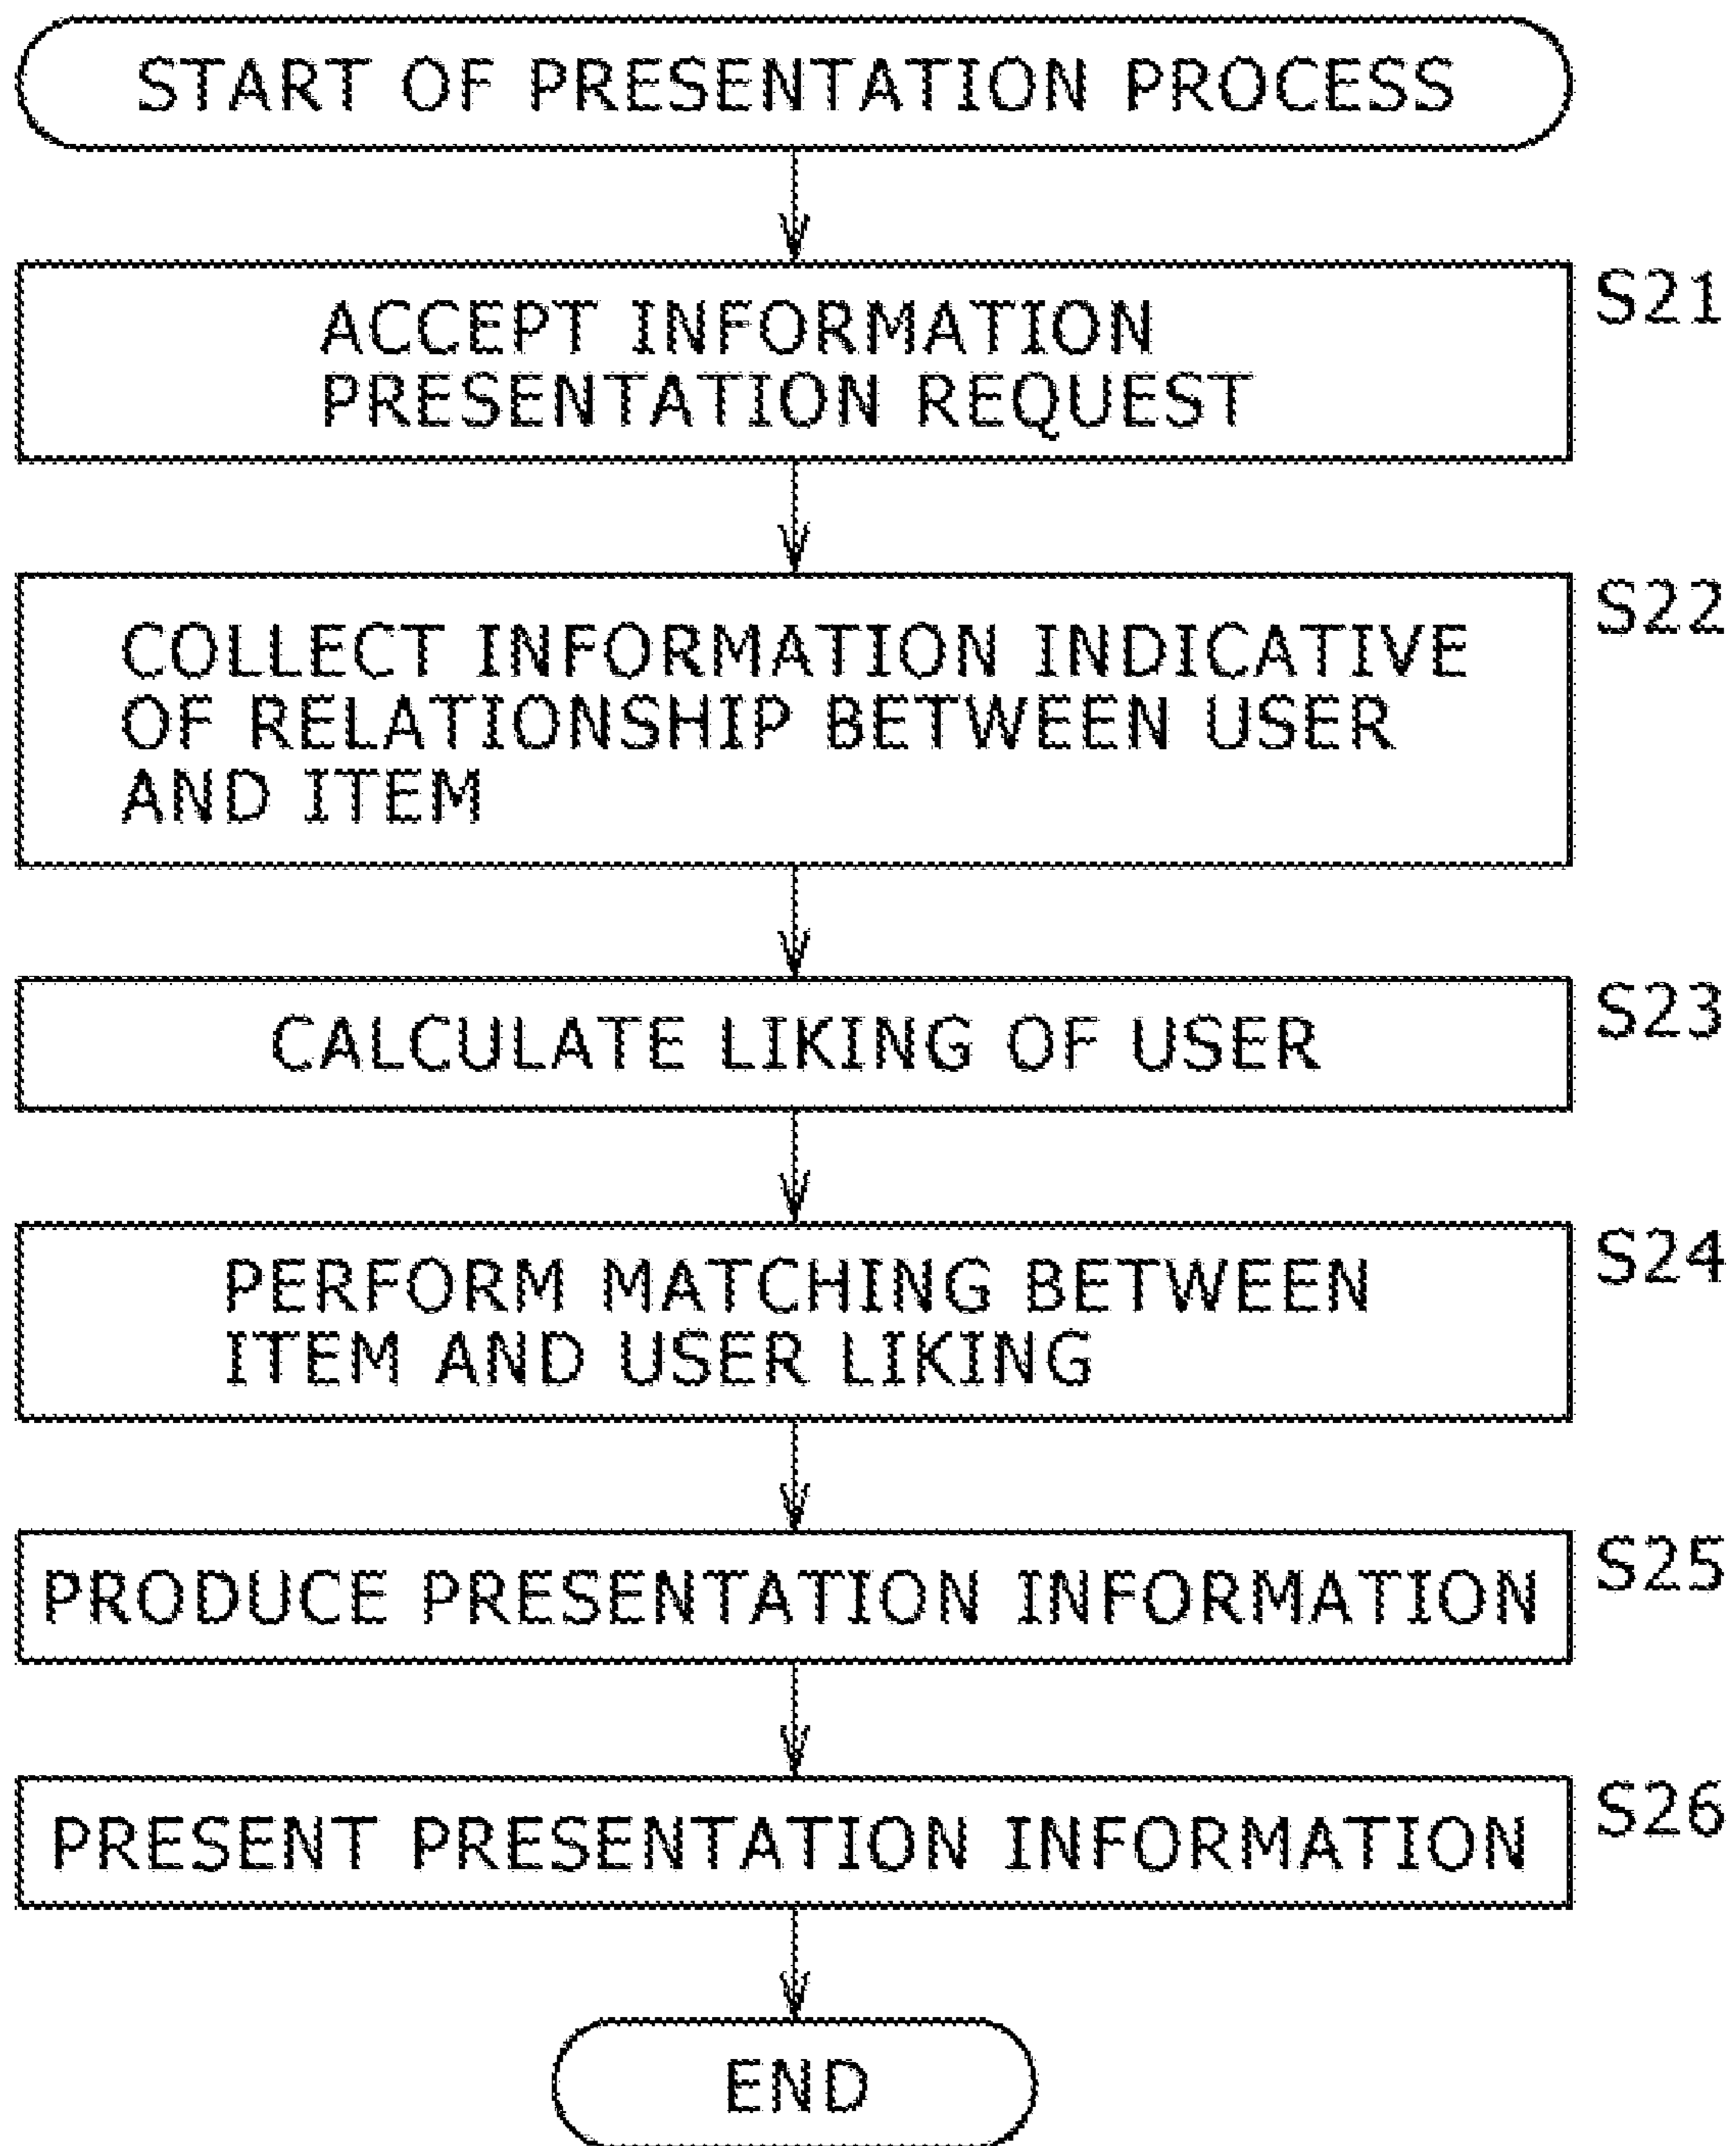 START OF PRESENTATION PROCESS
S21
ACCEPT INFORMATION
PRESENTATION REQUEST
S22
COLLECT INFORMATION INDICATIVE
OF RELATIONSHIP BETWEEN USER
AND ITEM
S23
CALCULATE LIKING OF USER
S24
PERFORM MATCHING BETWEEN
ITEM AND USER LIKING
S25
PRODUCE PRESENTATION INFORMATION
S26
PRESENT PRESENTATION INFORMATION
END